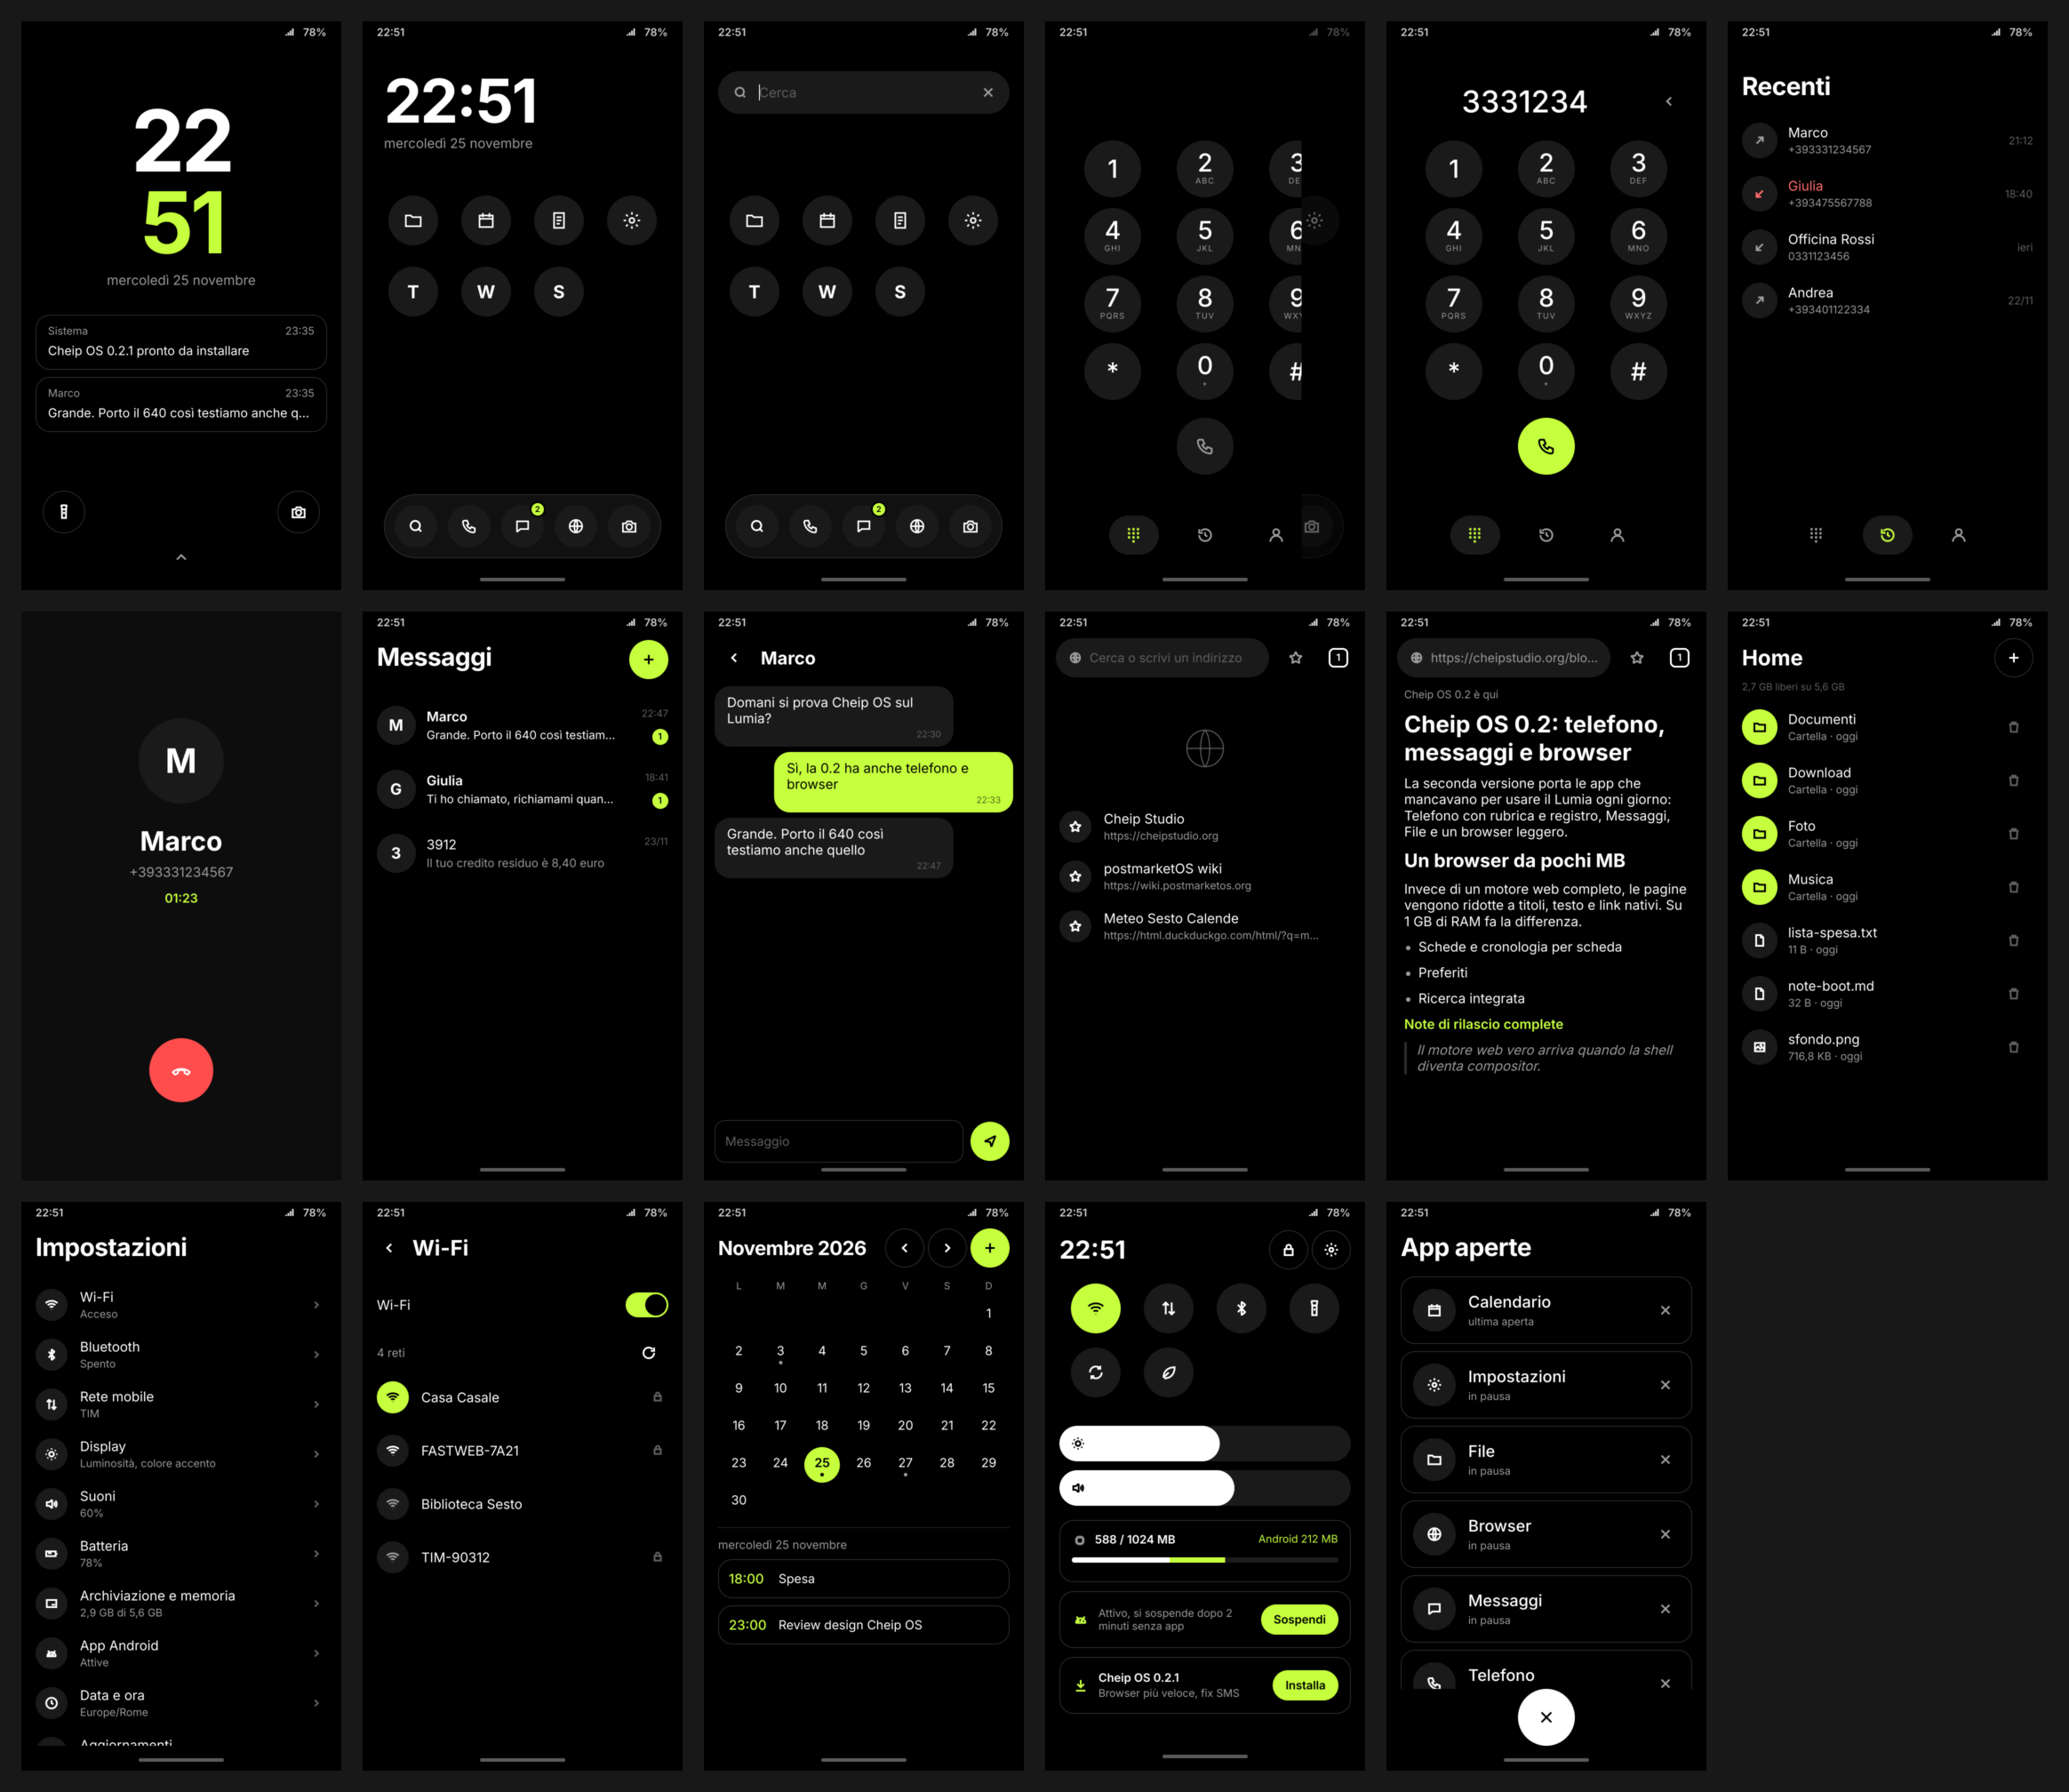 78%
22
51
mercoledì 25 novembre
Sistema 23:35
Cheip OS 0.2.1 pronto da installare
Marco 23:35
Grande. Porto il 640 così testiamo anche q...
22:51 78%
22:51
mercoledì 25 novembre
T W S
2
22:51 78%
Cerca
T W S
2
22:51 78%
1 2 3
ABC DE
4 5 6
GHI JKL MN
7 8 9
PQRS TUV WXY
* 0 #
+
22:51 78%
3331234
1 2 3
ABC DEF
4 5 6
GHI JKL MNO
7 8 9
PQRS TUV WXYZ
* 0 #
+
22:51 78%
Recenti
Marco
+393331234567
21:12
Giulia
+393475567788
18:40
Officina Rossi
0331123456
ieri
Andrea
+393401122334
22/11
M
Marco
+393331234567
01:23
22:51 78%
Messaggi
M
Marco 22:47
Grande. Porto il 640 così testiam... 1
G
Giulia 18:41
Ti ho chiamato, richiamami quan... 1
3
3912 23/11
Il tuo credito residuo è 8,40 euro
22:51 78%
Marco
Domani si prova Cheip OS sul
Lumia?
22:30
Sì, la 0.2 ha anche telefono e
browser
22:33
Grande. Porto il 640 così
testiamo anche quello
22:47
Messaggio
22:51 78%
Cerca o scrivi un indirizzo 1
Cheip Studio
https://cheipstudio.org
postmarketOS wiki
https://wiki.postmarketos.org
Meteo Sesto Calende
https://html.duckduckgo.com/html/?q=m...
22:51 78%
https://cheipstudio.org/blo... 1
Cheip OS 0.2 è qui
Cheip OS 0.2: telefono,
messaggi e browser
La seconda versione porta le app che
mancavano per usare il Lumia ogni giorno:
Telefono con rubrica e registro, Messaggi,
File e un browser leggero.
Un browser da pochi MB
Invece di un motore web completo, le pagine
vengono ridotte a titoli, testo e link nativi. Su
1 GB di RAM fa la differenza.
• Schede e cronologia per scheda
• Preferiti
• Ricerca integrata
Note di rilascio complete
Il motore web vero arriva quando la shell
diventa compositor.
22:51 78%
Home
2,7 GB liberi su 5,6 GB
Documenti
Cartella · oggi
Download
Cartella · oggi
Foto
Cartella · oggi
Musica
Cartella · oggi
lista-spesa.txt
11 B · oggi
note-boot.md
32 B · oggi
sfondo.png
716,8 KB · oggi
22:51 78%
Impostazioni
Wi-Fi
Acceso
Bluetooth
Spento
Rete mobile
TIM
Display
Luminosità, colore accento
Suoni
60%
Batteria
78%
Archiviazione e memoria
2,9 GB di 5,6 GB
App Android
Attive
Data e ora
Europe/Rome
Aggiornamenti
22:51 78%
Wi-Fi
Wi-Fi
4 reti
Casa Casale
FASTWEB-7A21
Biblioteca Sesto
TIM-90312
22:51 78%
Novembre 2026
L M M G V S D
1
2 3 4 5 6 7 8
9 10 11 12 13 14 15
16 17 18 19 20 21 22
23 24 25 26 27 28 29
30
mercoledì 25 novembre
18:00 Spesa
23:00 Review design Cheip OS
22:51 78%
22:51
588 / 1024 MB Android 212 MB
Attivo, si sospende dopo 2
minuti senza app
Sospendi
Cheip OS 0.2.1
Browser più veloce, fix SMS
Installa
22:51 78%
App aperte
Calendario
ultima aperta
Impostazioni
in pausa
File
in pausa
Browser
in pausa
Messaggi
in pausa
Telefono